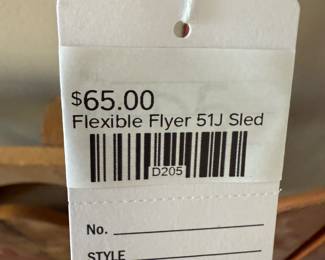 $65.00
Flexible Flyer 51J Sled
D205
No.
STYLE